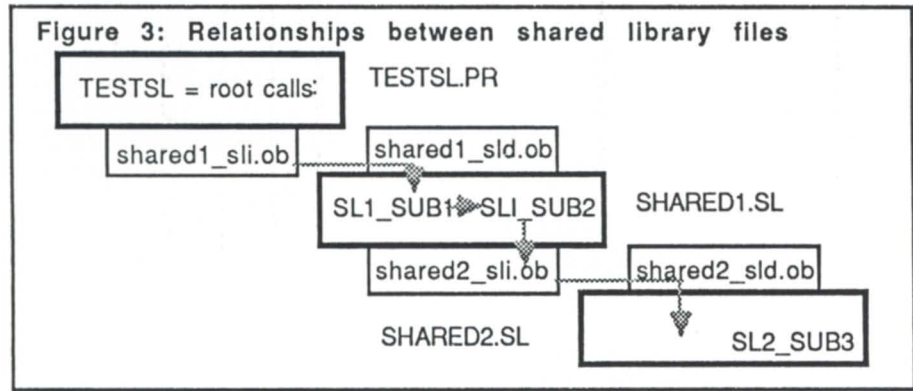 Figure 3: Relationships between shared library files
TESTSL = root calls:
TESTSL.PR
shared1_sli.ob
shared1_sld.ob
SL1_SUB1
SLI_SUB2
SHARED1.SL
shared2_sli.ob
shared2_sld.ob
SHARED2.SL
SL2_SUB3